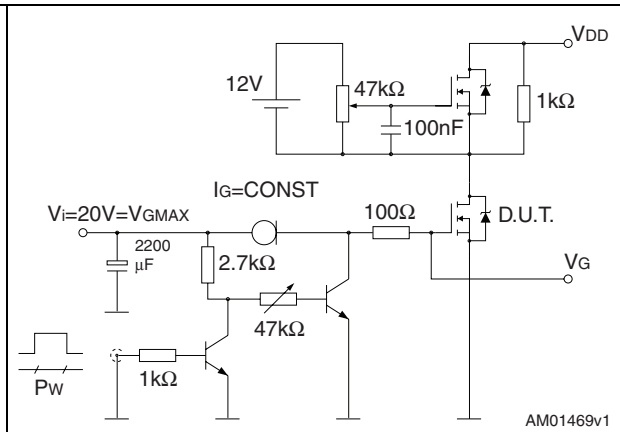 VDD
12V
47kΩ
1kΩ
100nF
IG=CONST
Vi=20V=VGMAX
100Ω
D.U.T.
2200
μF
2.7kΩ
VG
47kΩ
1kΩ
PW
AM01469v1